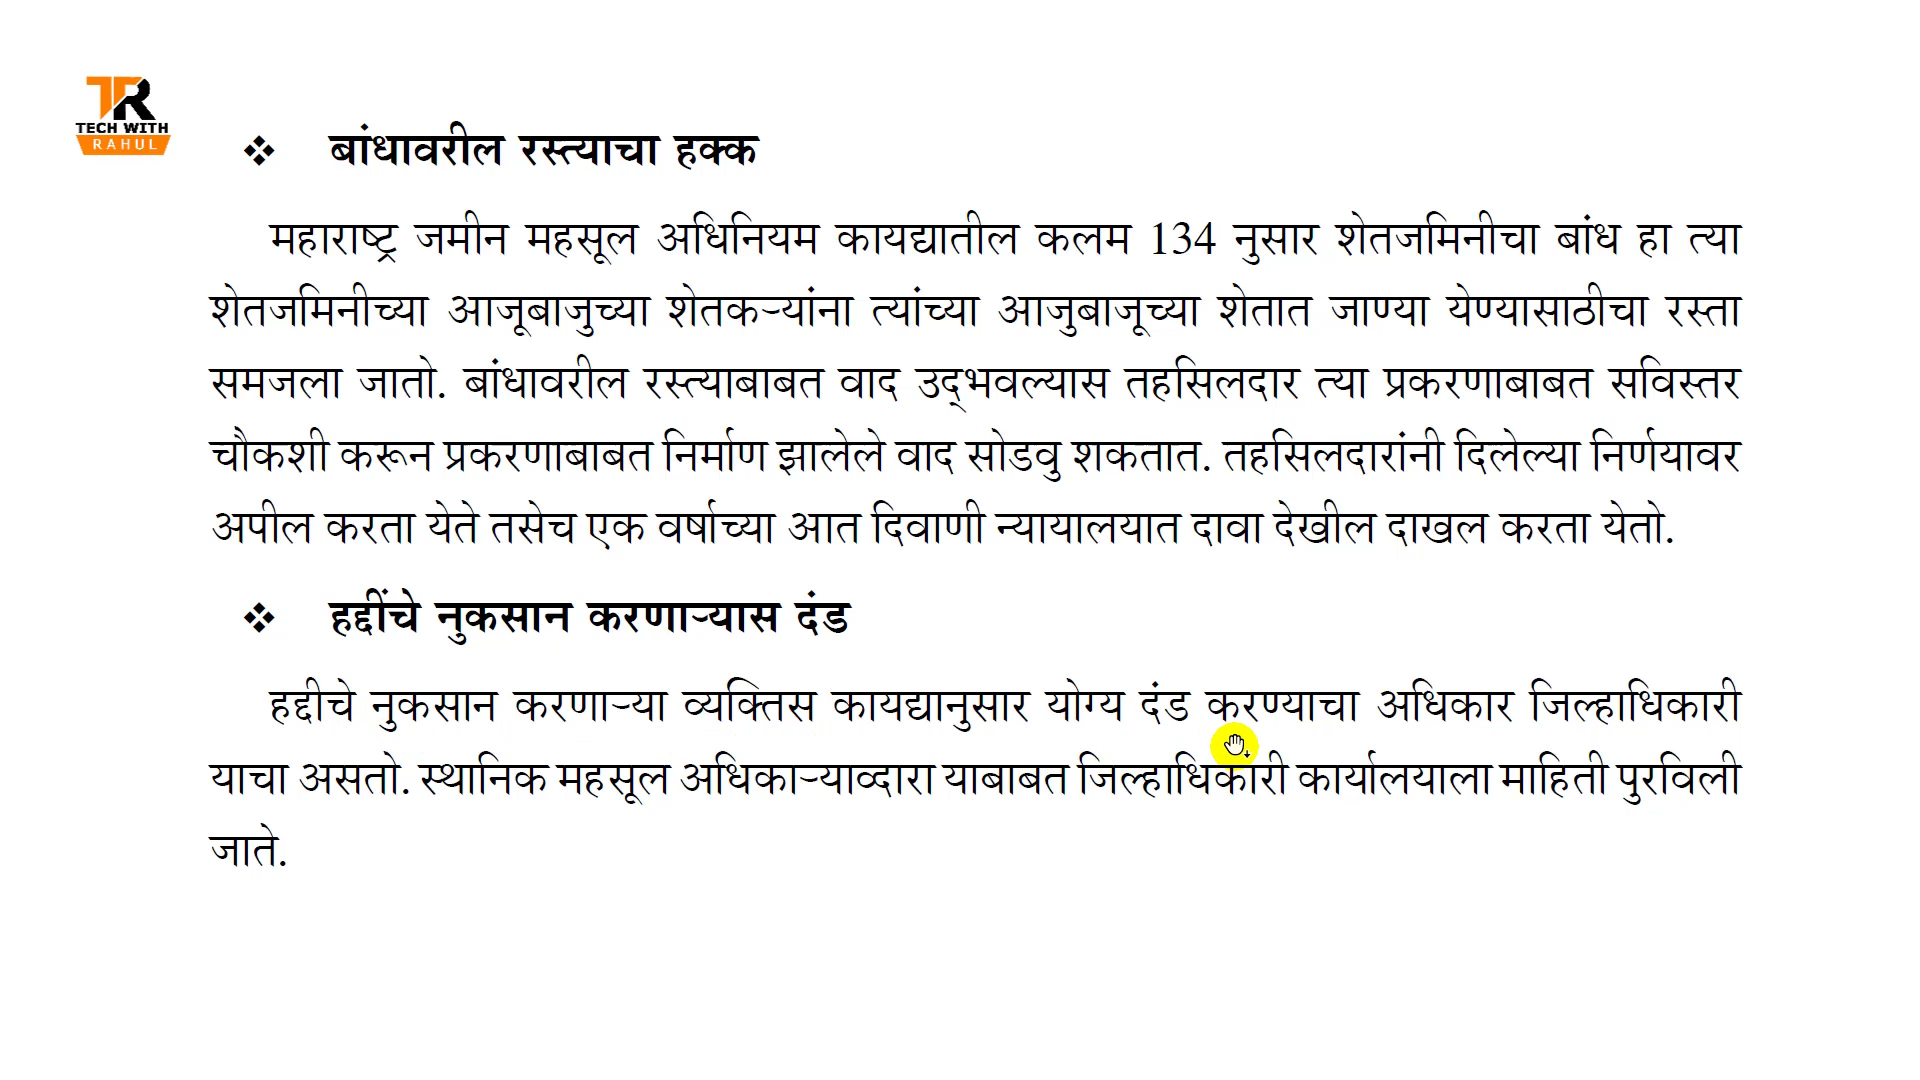 TR
TECH WITH
RAHUL
❖ बांधावरील रस्त्याचा हक्क
महाराष्ट्र जमीन महसूल अधिनियम कायद्यातील कलम 134 नुसार शेतजमिनीचा बांध हा त्या
शेतजमिनीच्या आजूबाजुच्या शेतकऱ्यांना त्यांच्या आजुबाजूच्या शेतात जाण्या येण्यासाठीचा रस्ता
समजला जातो. बांधावरील रस्त्याबाबत वाद उद्‌भवल्यास तहसिलदार त्या प्रकरणाबाबत सविस्तर
चौकशी करून प्रकरणाबाबत निर्माण झालेले वाद सोडवु शकतात. तहसिलदारांनी दिलेल्या निर्णयावर
अपील करता येते तसेच एक वर्षाच्या आत दिवाणी न्यायालयात दावा देखील दाखल करता येतो.
❖ हद्दींचे नुकसान करणाऱ्यास दंड
हद्दीचे नुकसान करणाऱ्या व्यक्तिस कायद्यानुसार योग्य दंड करण्याचा अधिकार जिल्हाधिकारी
याचा असतो. स्थानिक महसूल अधिकाऱ्याव्दारा याबाबत जिल्हाधिकारी कार्यालयाला माहिती पुरविली
जाते.